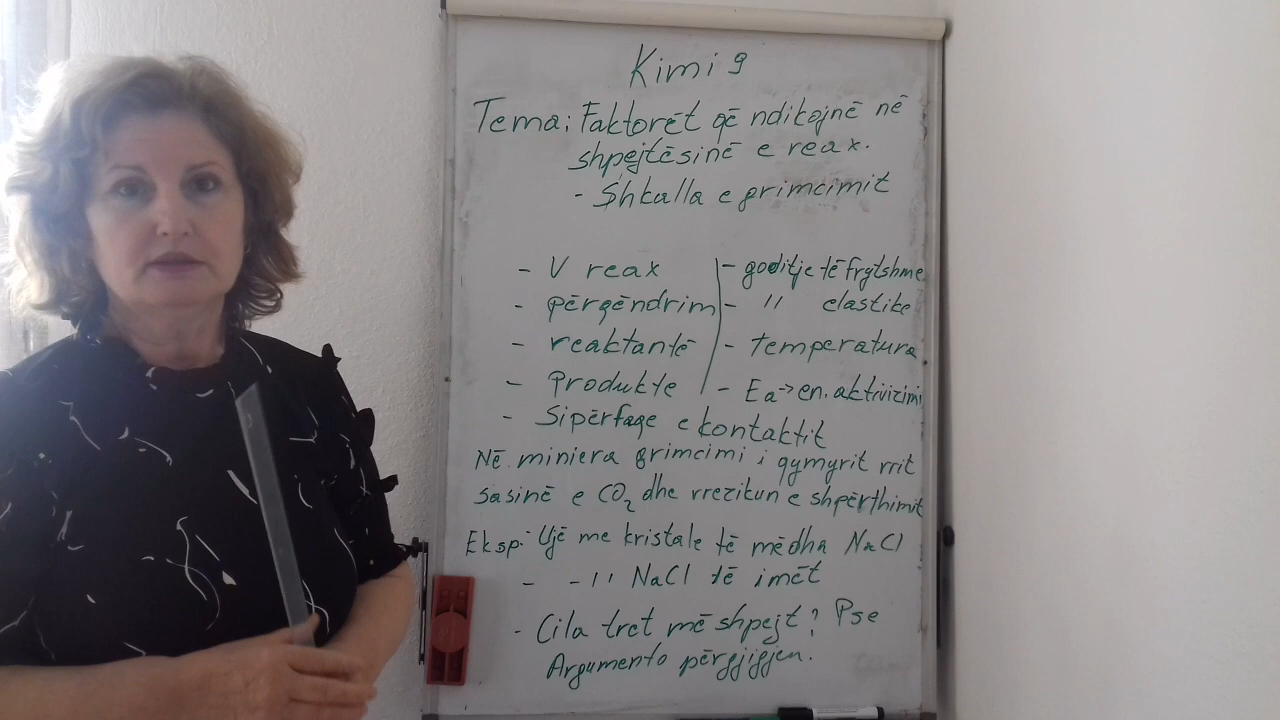 Kimi 9
Tema: Faktorët që ndikojnë në
shpejtësinë e reax.
- Shkalla e grimcimit
- V reax
- përqëndrim
- reaktantë
- Produkte
- goditje të frytshme
- 〃 elastike
- temperatura
- Ea → en. aktivizimi
- Sipërfaqe e kontaktit
Në miniera grimcimi i qymyrit rrit
sasinë e CO₂ dhe rrezikun e shpërthimit
Eksp: Ujë me kristale të mëdha NaCl
- -〃 NaCl të imët
- Cila tret më shpejt? Pse
Argumento përgjigjen.